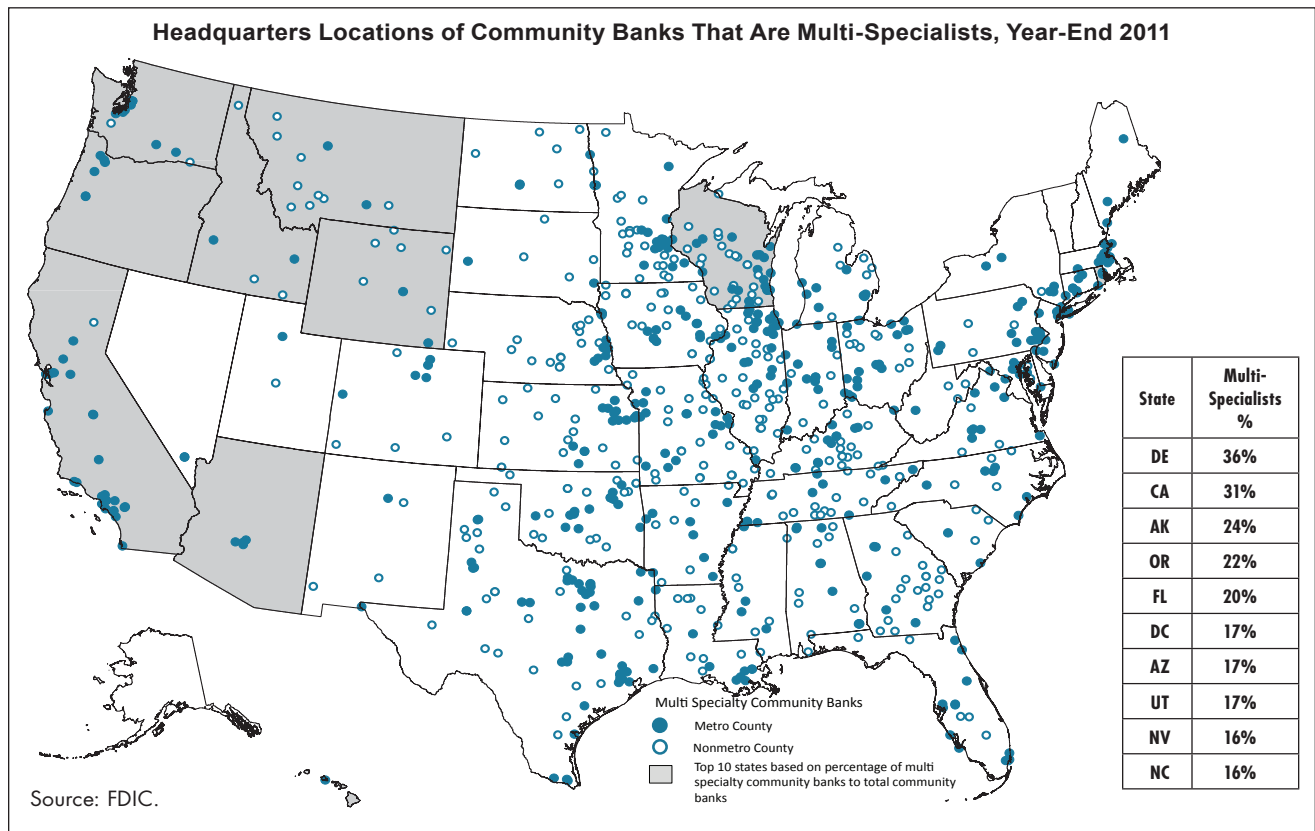 Headquarters Locations of Community Banks That Are Multi-Specialists, Year-End 2011
State
Multi-
Specialists
%
DE 36%
CA 31%
AK 24%
OR 22%
FL 20%
DC 17%
AZ 17%
UT 17%
NV 16%
NC 16%
Multi Specialty Community Banks
Metro County
Nonmetro County
Top 10 states based on percentage of multi
specialty community banks to total community
banks
Source: FDIC.